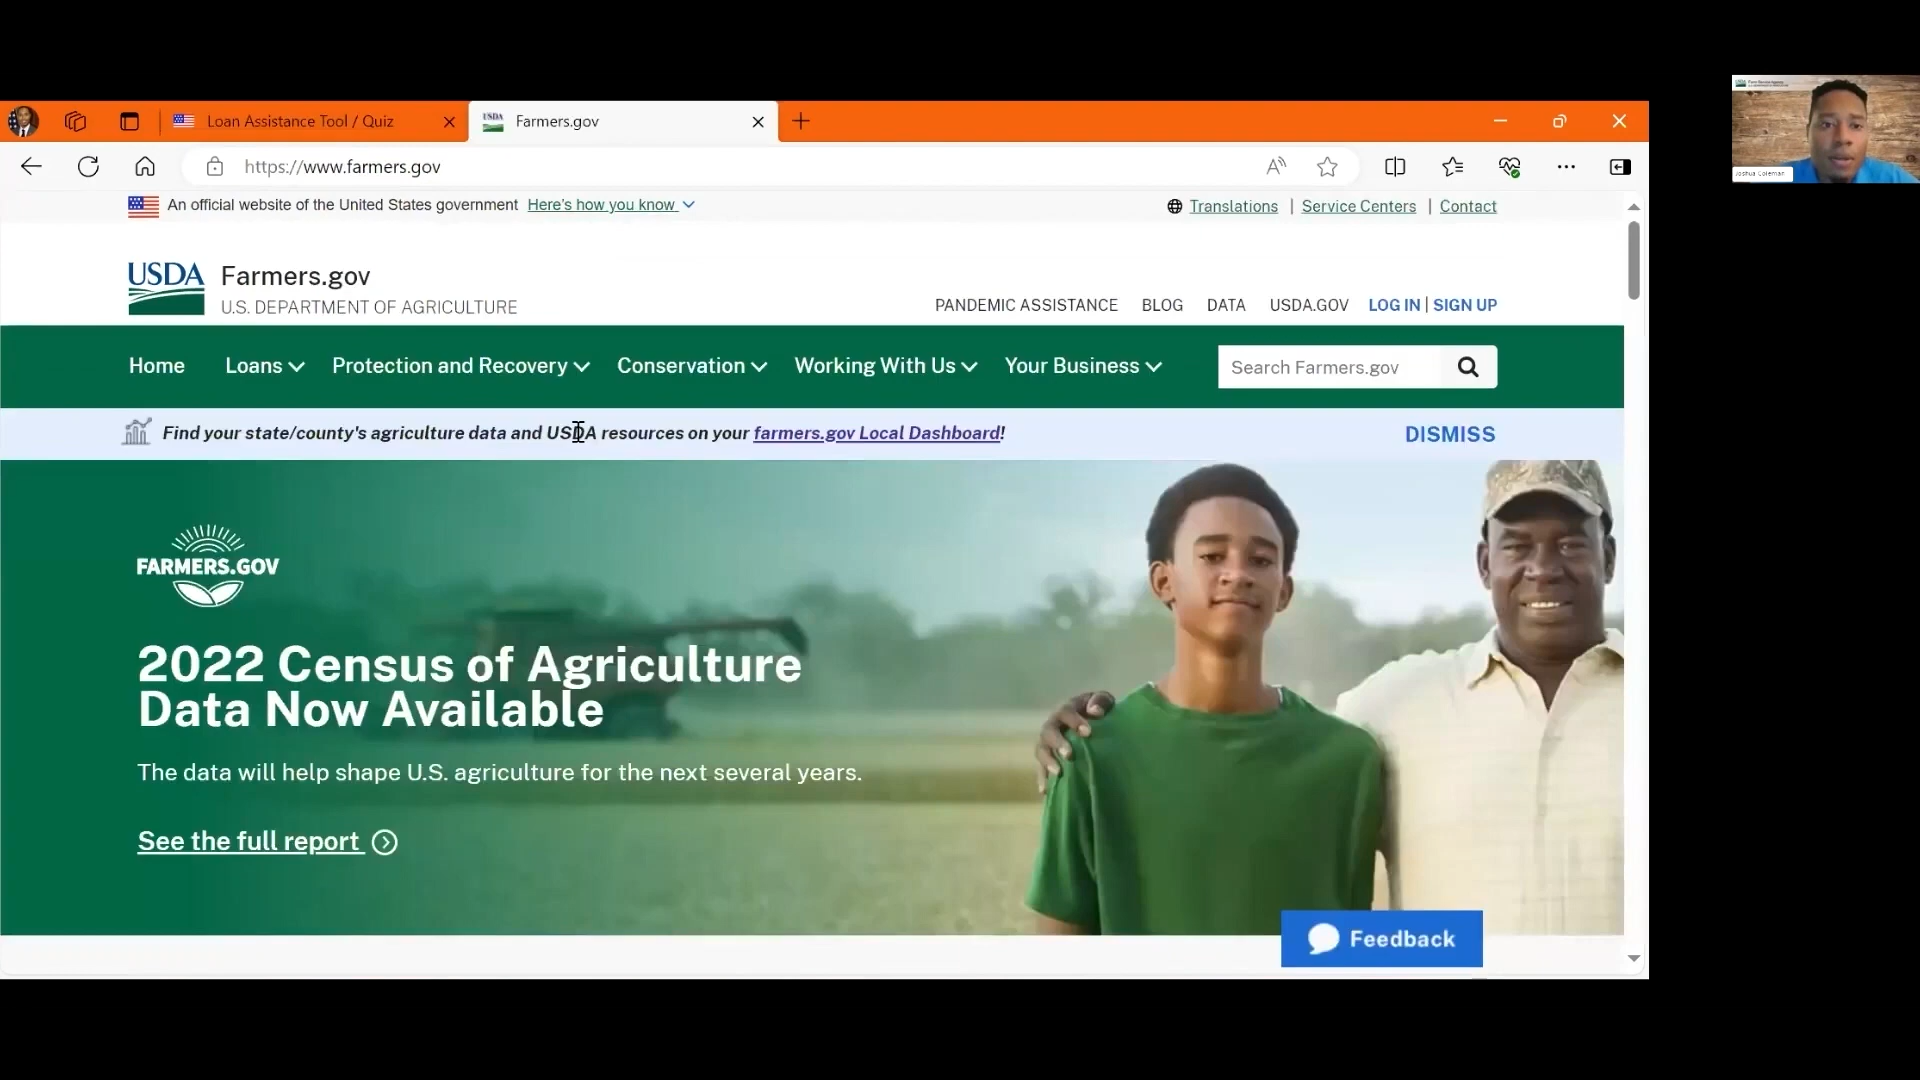 Loan Assistance Tool / Quiz
USDA
Farmers.gov
https://www.farmers.gov
An official website of the United States government Here's how you know
Translations | Service Centers | Contact
USDA
Farmers.gov
U.S. DEPARTMENT OF AGRICULTURE
PANDEMIC ASSISTANCE BLOG DATA USDA.GOV LOG IN | SIGN UP
Home Loans Protection and Recovery Conservation Working With Us Your Business Search Farmers.gov
Find your state/county's agriculture data and USDA resources on your farmers.gov Local Dashboard! DISMISS
FARMERS.GOV
2022 Census of Agriculture
Data Now Available
The data will help shape U.S. agriculture for the next several years.
See the full report
Feedback
Joshua Coleman